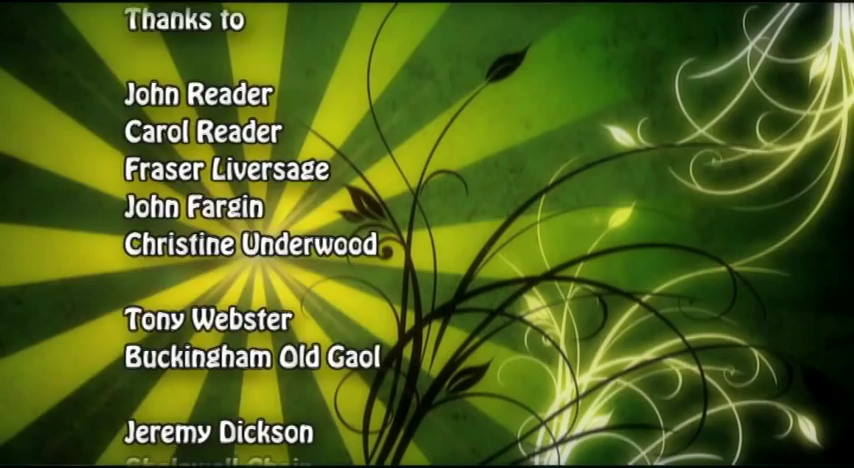 Thanks to
John Reader
Carol Reader
Fraser Liversage
John Fargin
Christine Underwood
Tony Webster
Buckingham Old Gaol
Jeremy Dickson